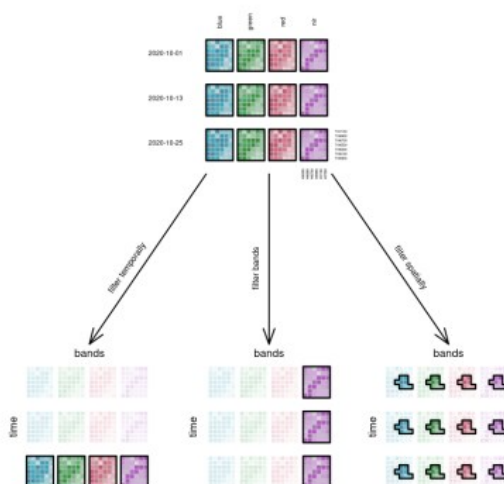 blue
green
red
nir
2020-10-01
2020-10-13
2020-10-25
filter temporally
filter bands
filter spatially
bands
bands
bands
time
time
time